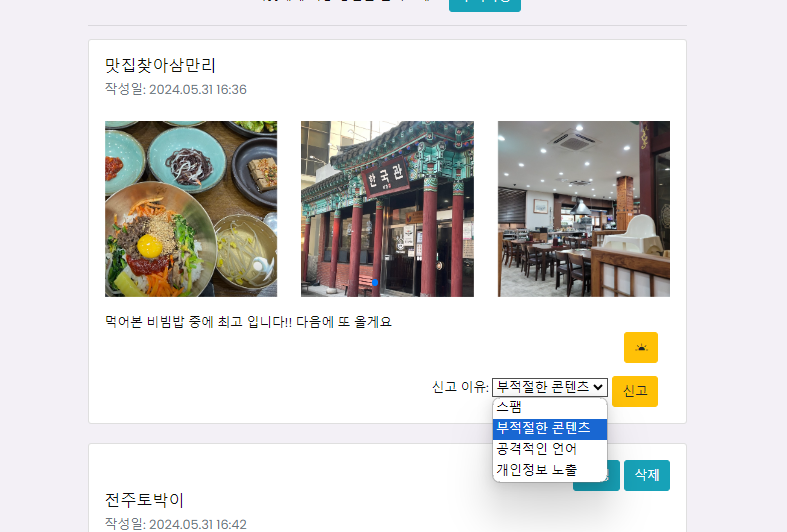 맛집찾아삼만리
작성일: 2024.05.31 16:36
한국관
먹어본 비빔밥 중에 최고 입니다!! 다음에 또 올게요
신고 이유: 부적절한 콘텐츠 신고
스팸
부적절한 콘텐츠
공격적인 언어
개인정보 노출
삭제
전주토박이
작성일: 2024.05.31 16:42